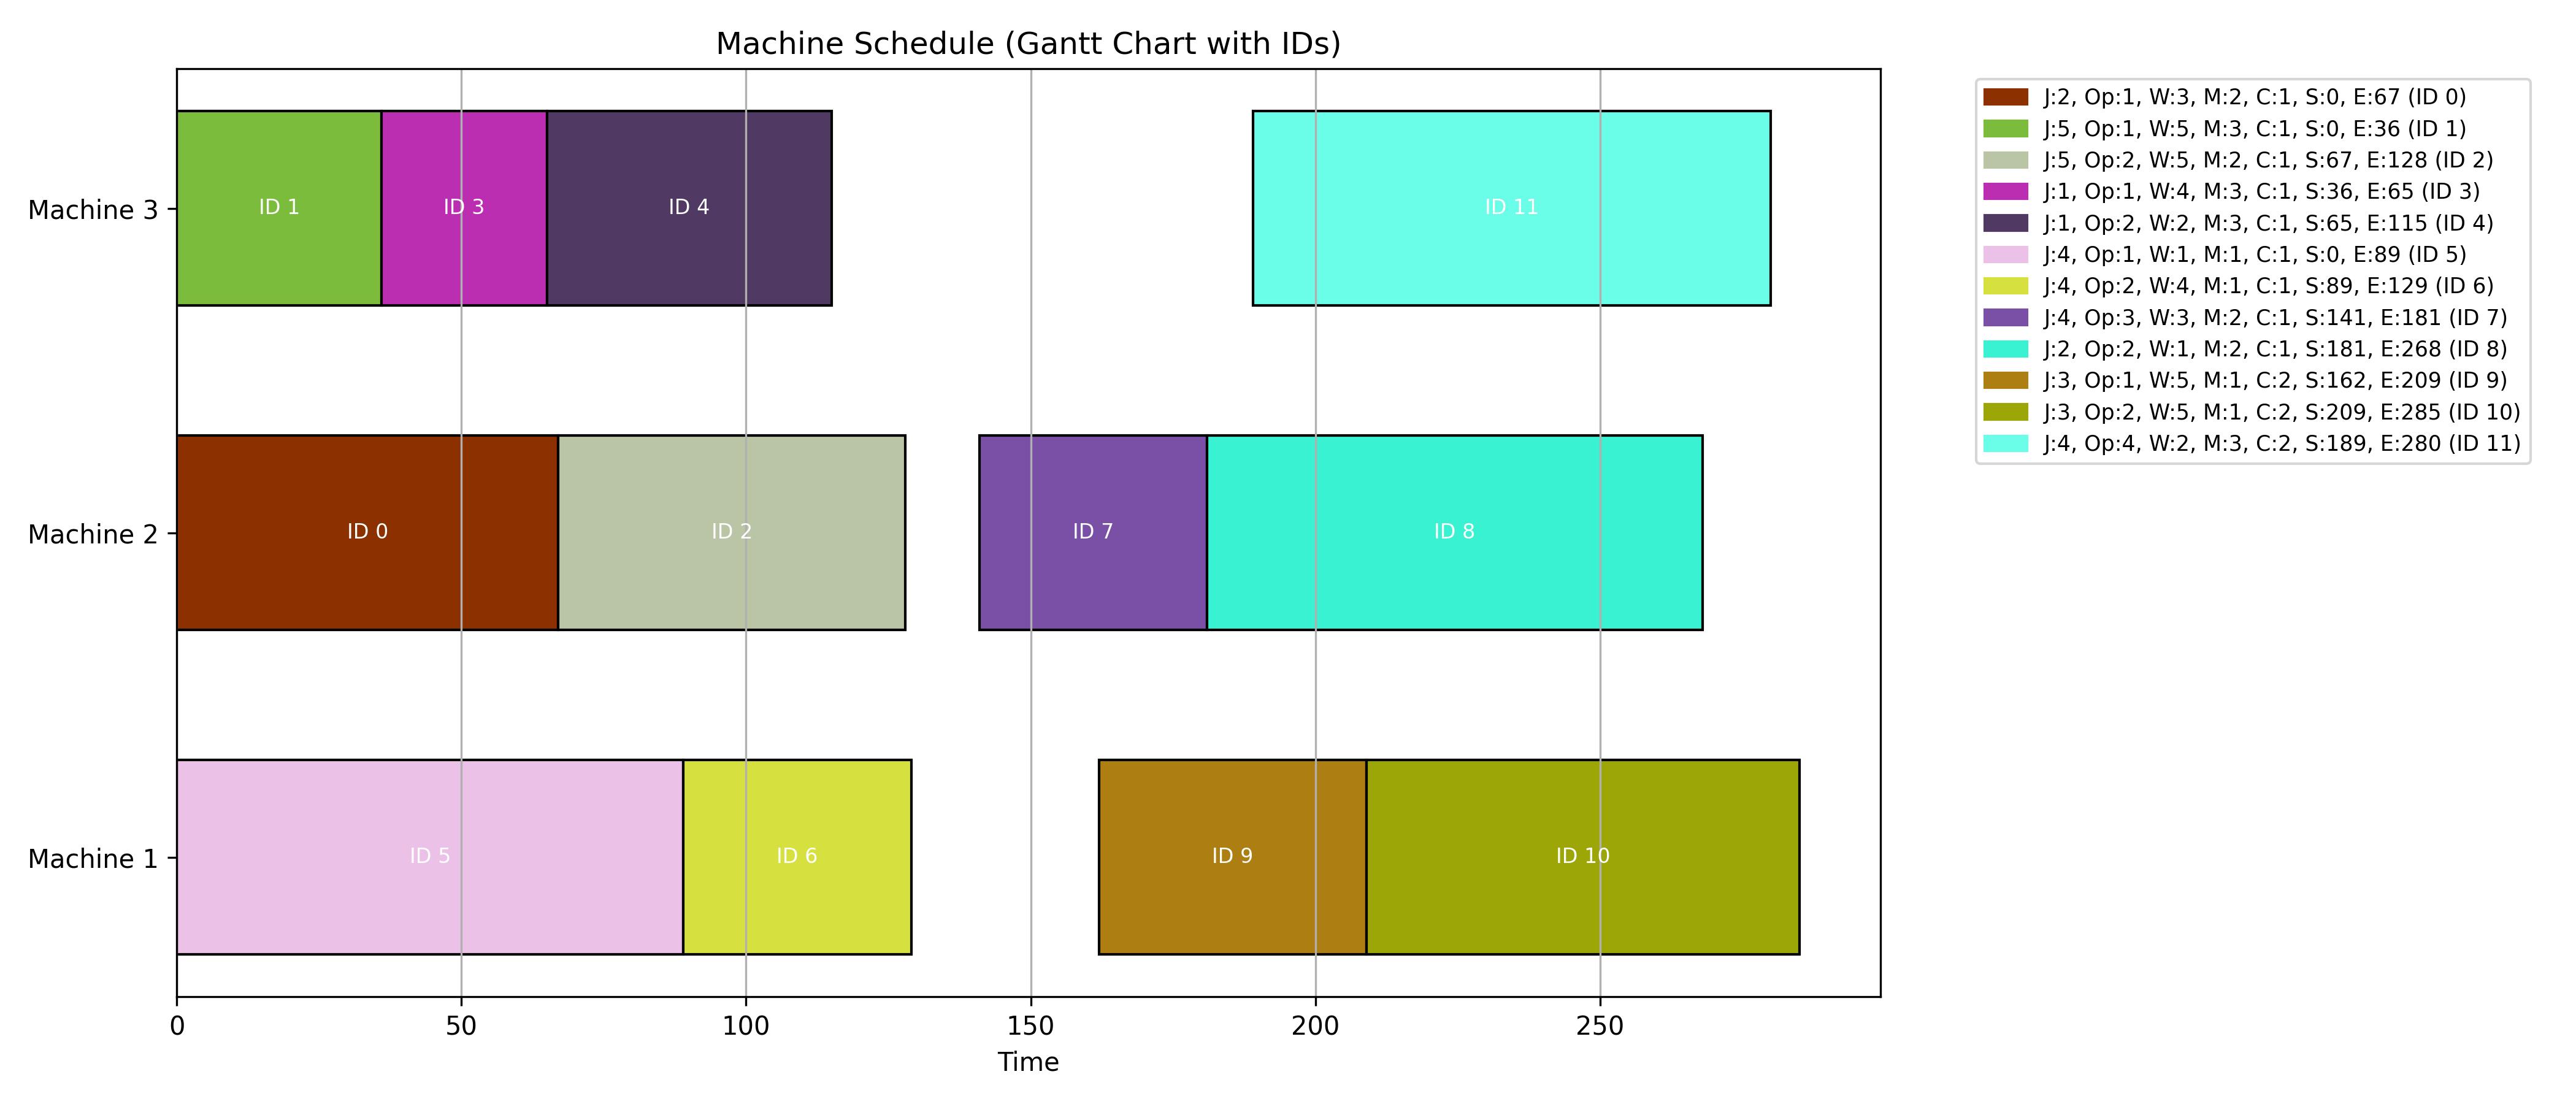 Machine Schedule (Gantt Chart with IDs)
Machine 3
ID 1
ID 3
ID 4
ID 11
Machine 2
ID 0
ID 2
ID 7
ID 8
Machine 1
ID 5
ID 6
ID 9
ID 10
0 50 100 150 200 250
Time
J:2, Op:1, W:3, M:2, C:1, S:0, E:67 (ID 0)
J:5, Op:1, W:5, M:3, C:1, S:0, E:36 (ID 1)
J:5, Op:2, W:5, M:2, C:1, S:67, E:128 (ID 2)
J:1, Op:1, W:4, M:3, C:1, S:36, E:65 (ID 3)
J:1, Op:2, W:2, M:3, C:1, S:65, E:115 (ID 4)
J:4, Op:1, W:1, M:1, C:1, S:0, E:89 (ID 5)
J:4, Op:2, W:4, M:1, C:1, S:89, E:129 (ID 6)
J:4, Op:3, W:3, M:2, C:1, S:141, E:181 (ID 7)
J:2, Op:2, W:1, M:2, C:1, S:181, E:268 (ID 8)
J:3, Op:1, W:5, M:1, C:2, S:162, E:209 (ID 9)
J:3, Op:2, W:5, M:1, C:2, S:209, E:285 (ID 10)
J:4, Op:4, W:2, M:3, C:2, S:189, E:280 (ID 11)